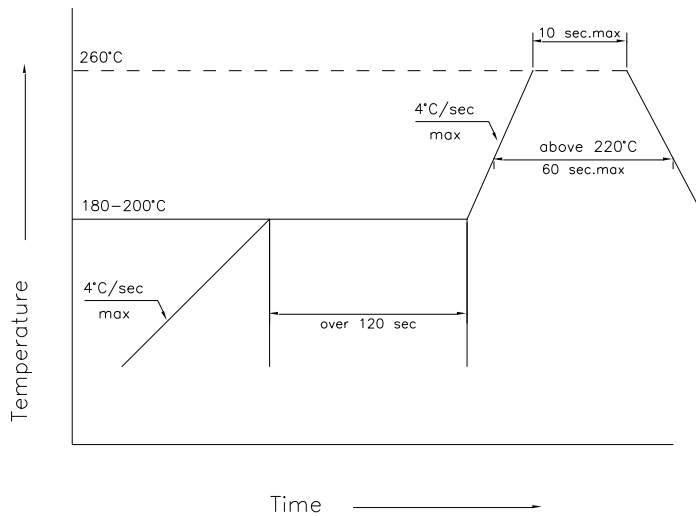 10 sec.max
260°C
4°C/sec
max
above 220°C
60 sec.max
180-200°C
4°C/sec
max
over 120 sec
Temperature
Time